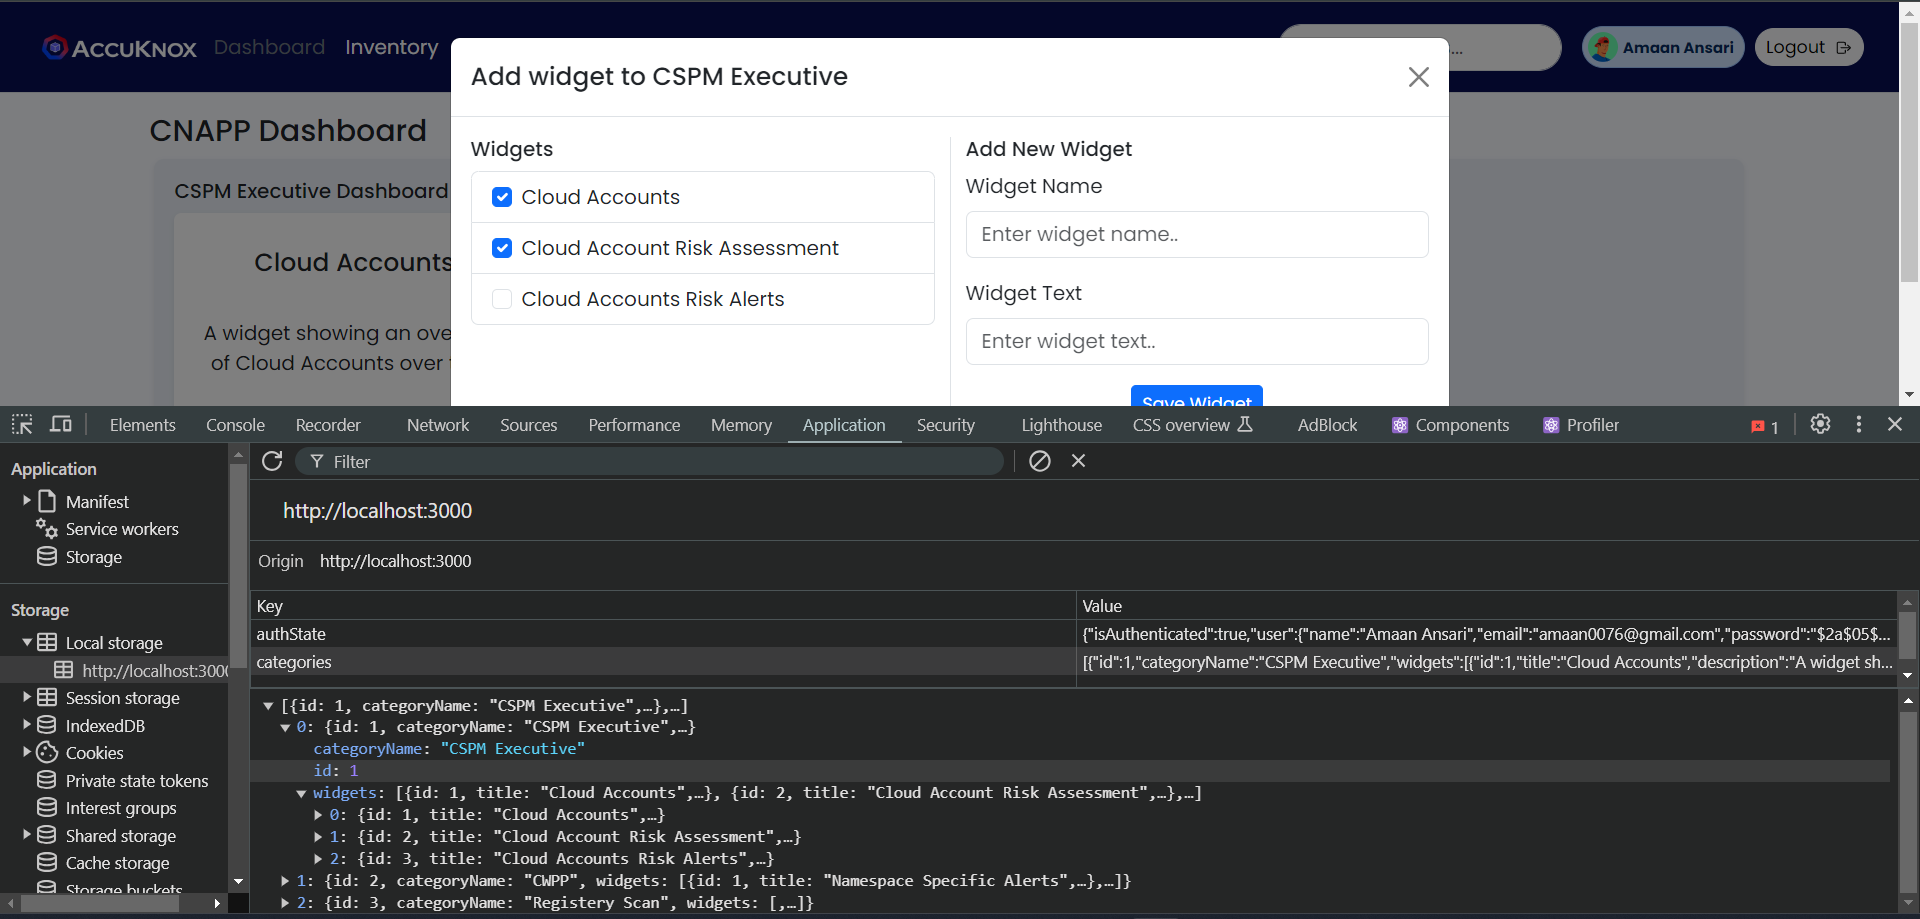 ACCUKNOX Dashboard Inventory
... Amaan Ansari Logout
Add widget to CSPM Executive
CNAPP Dashboard
CSPM Executive Dashboard
Cloud Accounts
A widget showing an ove
of Cloud Accounts over
Widgets
Cloud Accounts
Cloud Account Risk Assessment
Cloud Accounts Risk Alerts
Add New Widget
Widget Name
Enter widget name..
Widget Text
Enter widget text..
Save Widget
Elements Console Recorder Network Sources Performance Memory Application Security Lighthouse CSS overview AdBlock Components Profiler 1
Application
Manifest
Service workers
Storage
Storage
Local storage
http://localhost:3000
Session storage
IndexedDB
Cookies
Private state tokens
Interest groups
Shared storage
Cache storage
Storage buckets
Filter
http://localhost:3000
Origin http://localhost:3000
Key Value
authState {"isAuthenticated":true,"user":{"name":"Amaan Ansari","email":"amaan0076@gmail.com","password":"$2a$05$...
categories [{"id":1,"categoryName":"CSPM Executive","widgets":[{"id":1,"title":"Cloud Accounts","description":"A widget sh...
[{id: 1, categoryName: "CSPM Executive",…},…]
0: {id: 1, categoryName: "CSPM Executive",…}
categoryName: "CSPM Executive"
id: 1
widgets: [{id: 1, title: "Cloud Accounts",…}, {id: 2, title: "Cloud Account Risk Assessment",…},…]
0: {id: 1, title: "Cloud Accounts",…}
1: {id: 2, title: "Cloud Account Risk Assessment",…}
2: {id: 3, title: "Cloud Accounts Risk Alerts",…}
1: {id: 2, categoryName: "CWPP", widgets: [{id: 1, title: "Namespace Specific Alerts",…},…]}
2: {id: 3, categoryName: "Registery Scan", widgets: [,…]}